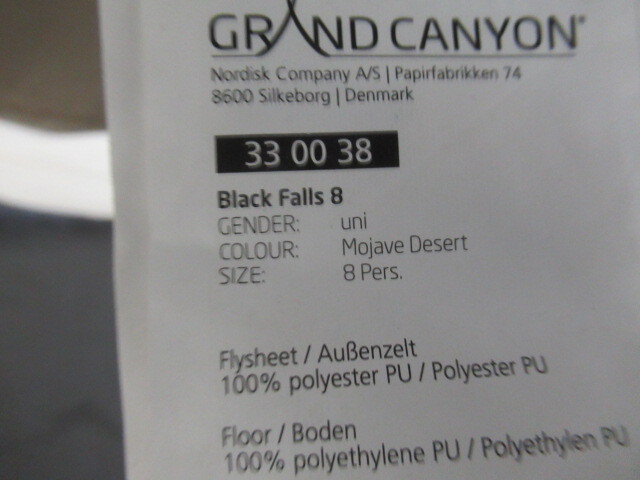 GRAND CANYON®
Nordisk Company A/S | Papirfabrikken 74
8600 Silkeborg | Denmark
33 00 38
Black Falls 8
GENDER: uni
COLOUR: Mojave Desert
SIZE: 8 Pers.
Flysheet / Außenzelt
100% polyester PU / Polyester PU
Floor / Boden
100% polyethylene PU / Polyethylen PU